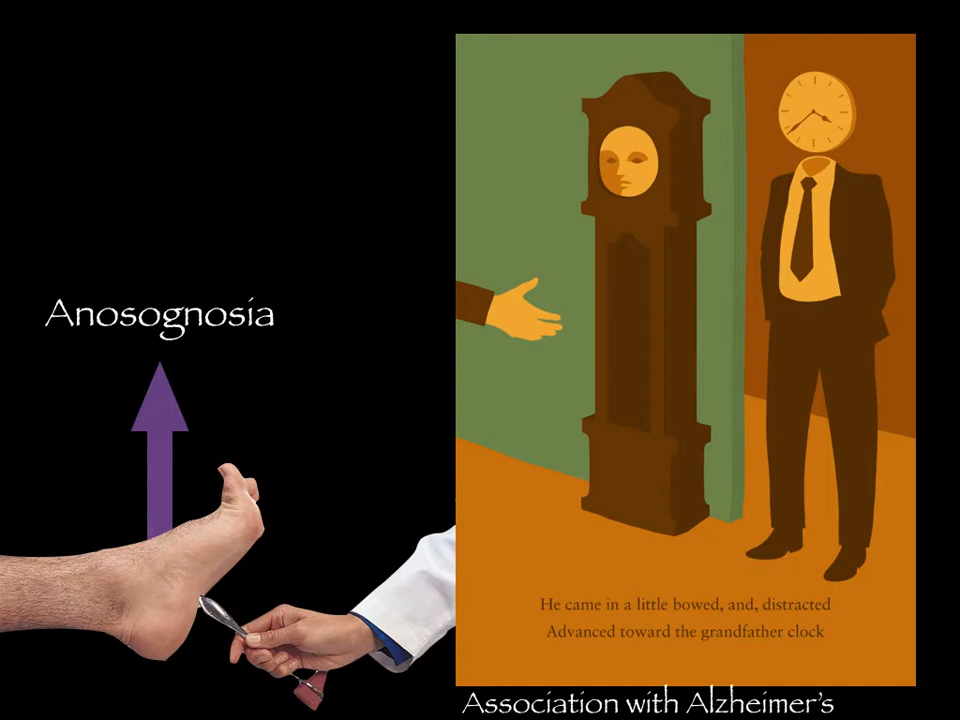 Anosognosia
He came in a little bowed, and, distracted
Advanced toward the grandfather clock
Association with Alzheimer's